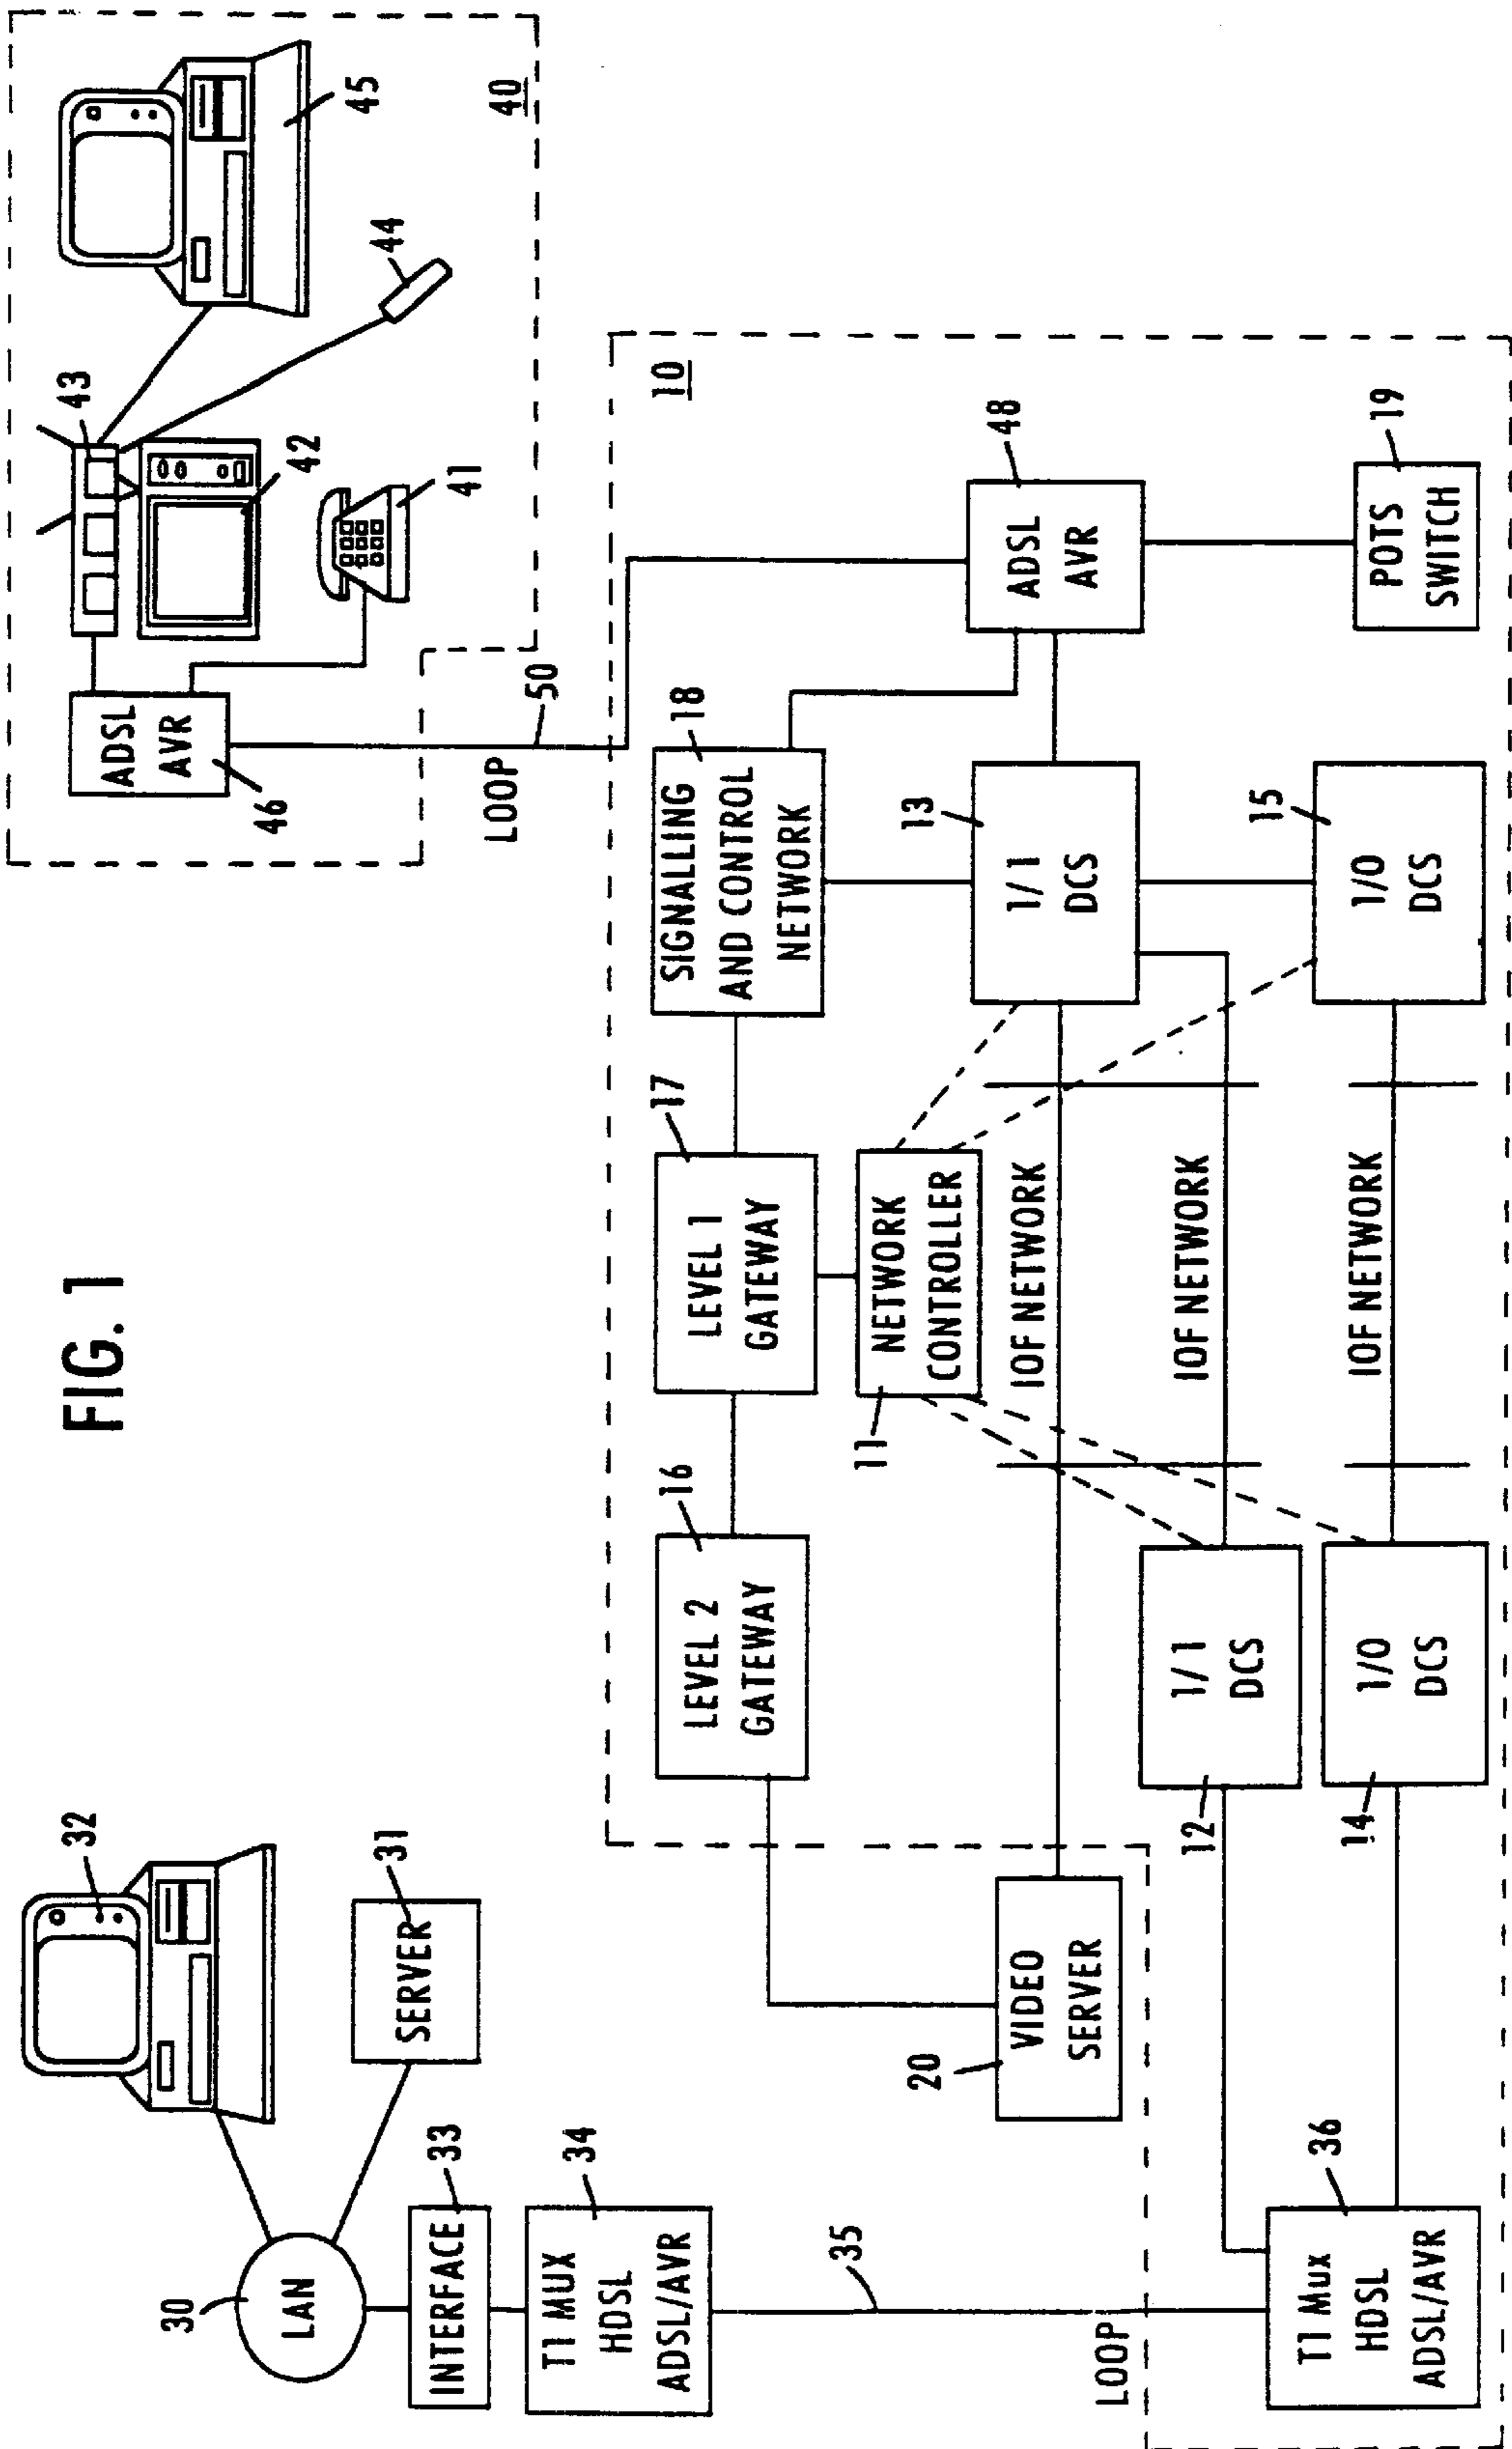 FIG. 1
32
31
SERVER
30
LAN
33
INTERFACE
34
T1 MUX
HDSL
ADSL/AVR
35
LOOP
36
T1 Mux
HDSL
ADSL/AVR
20
VIDEO
SERVER
16
LEVEL 2
GATEWAY
17
LEVEL 1
GATEWAY
11
NETWORK
CONTROLLER
18
SIGNALLING
AND CONTROL
NETWORK
10
IOF NETWORK
IOF NETWORK
IOF NETWORK
12
1/1
DCS
14
1/0
DCS
13
1/1
DCS
15
1/0
DCS
48
ADSL
AVR
19
POTS
SWITCH
LOOP
50
46
ADSL
AVR
43
42
41
44
45
40